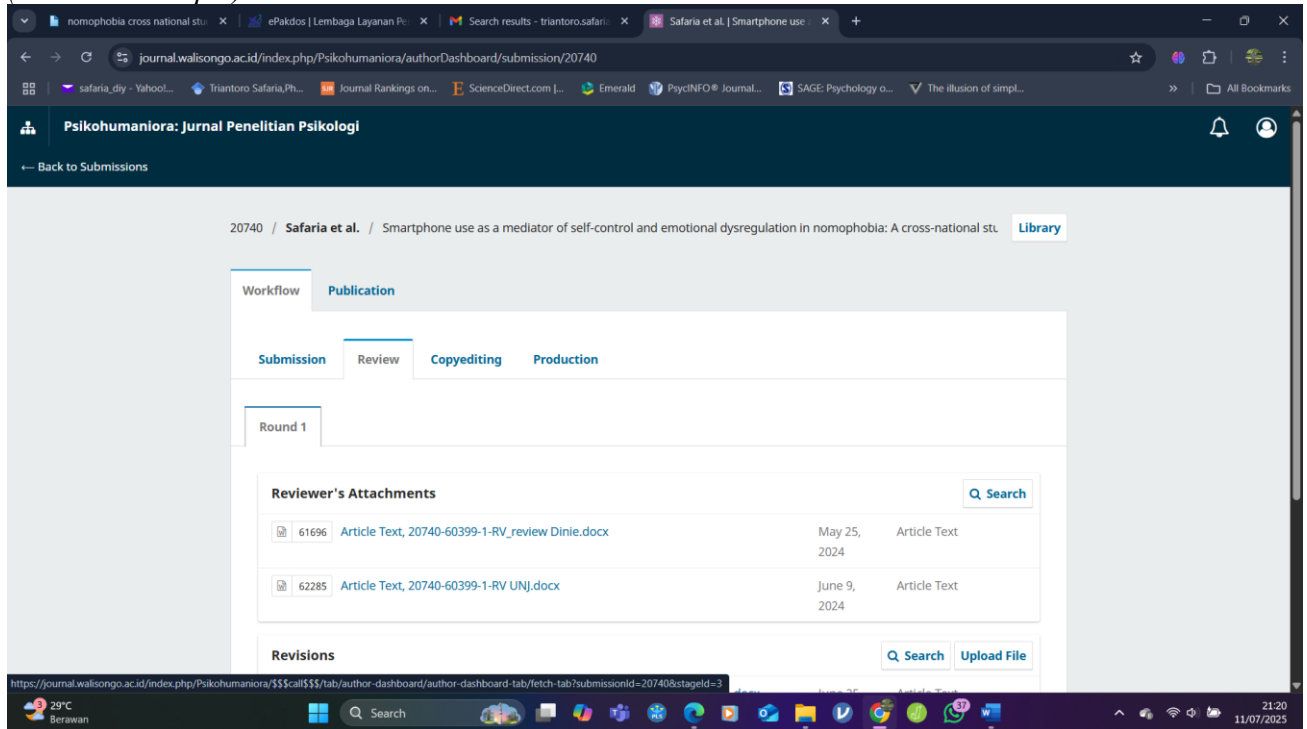 nomophobia cross national stu
ePakdos | Lembaga Layanan Pe
Search results - triantoro.safaria
Safaria et al. | Smartphone use
journal.walisongo.ac.id/index.php/Psikohumaniora/authorDashboard/submission/20740
safaria_diy - Yahoo!...
Triantoro Safaria,Ph...
Journal Rankings on...
ScienceDirect.com |...
Emerald
PsycINFO® Journal...
SAGE: Psychology o...
The illusion of simpl...
All Bookmarks
Psikohumaniora: Jurnal Penelitian Psikologi
← Back to Submissions
20740 / Safaria et al. / Smartphone use as a mediator of self-control and emotional dysregulation in nomophobia: A cross-national stu
Library
Workflow
Publication
Submission
Review
Copyediting
Production
Round 1
Reviewer's Attachments
Search
61696 Article Text, 20740-60399-1-RV_review Dinie.docx
May 25, 2024
Article Text
62285 Article Text, 20740-60399-1-RV UNJ.docx
June 9, 2024
Article Text
Revisions
Search
Upload File
https://journal.walisongo.ac.id/index.php/Psikohumaniora/$$$call$$$/tab/author-dashboard/author-dashboard-tab/fetch-tab?submissionId=20740&stageId=3
3
29°C
Berawan
Search
37
21:20
11/07/2025